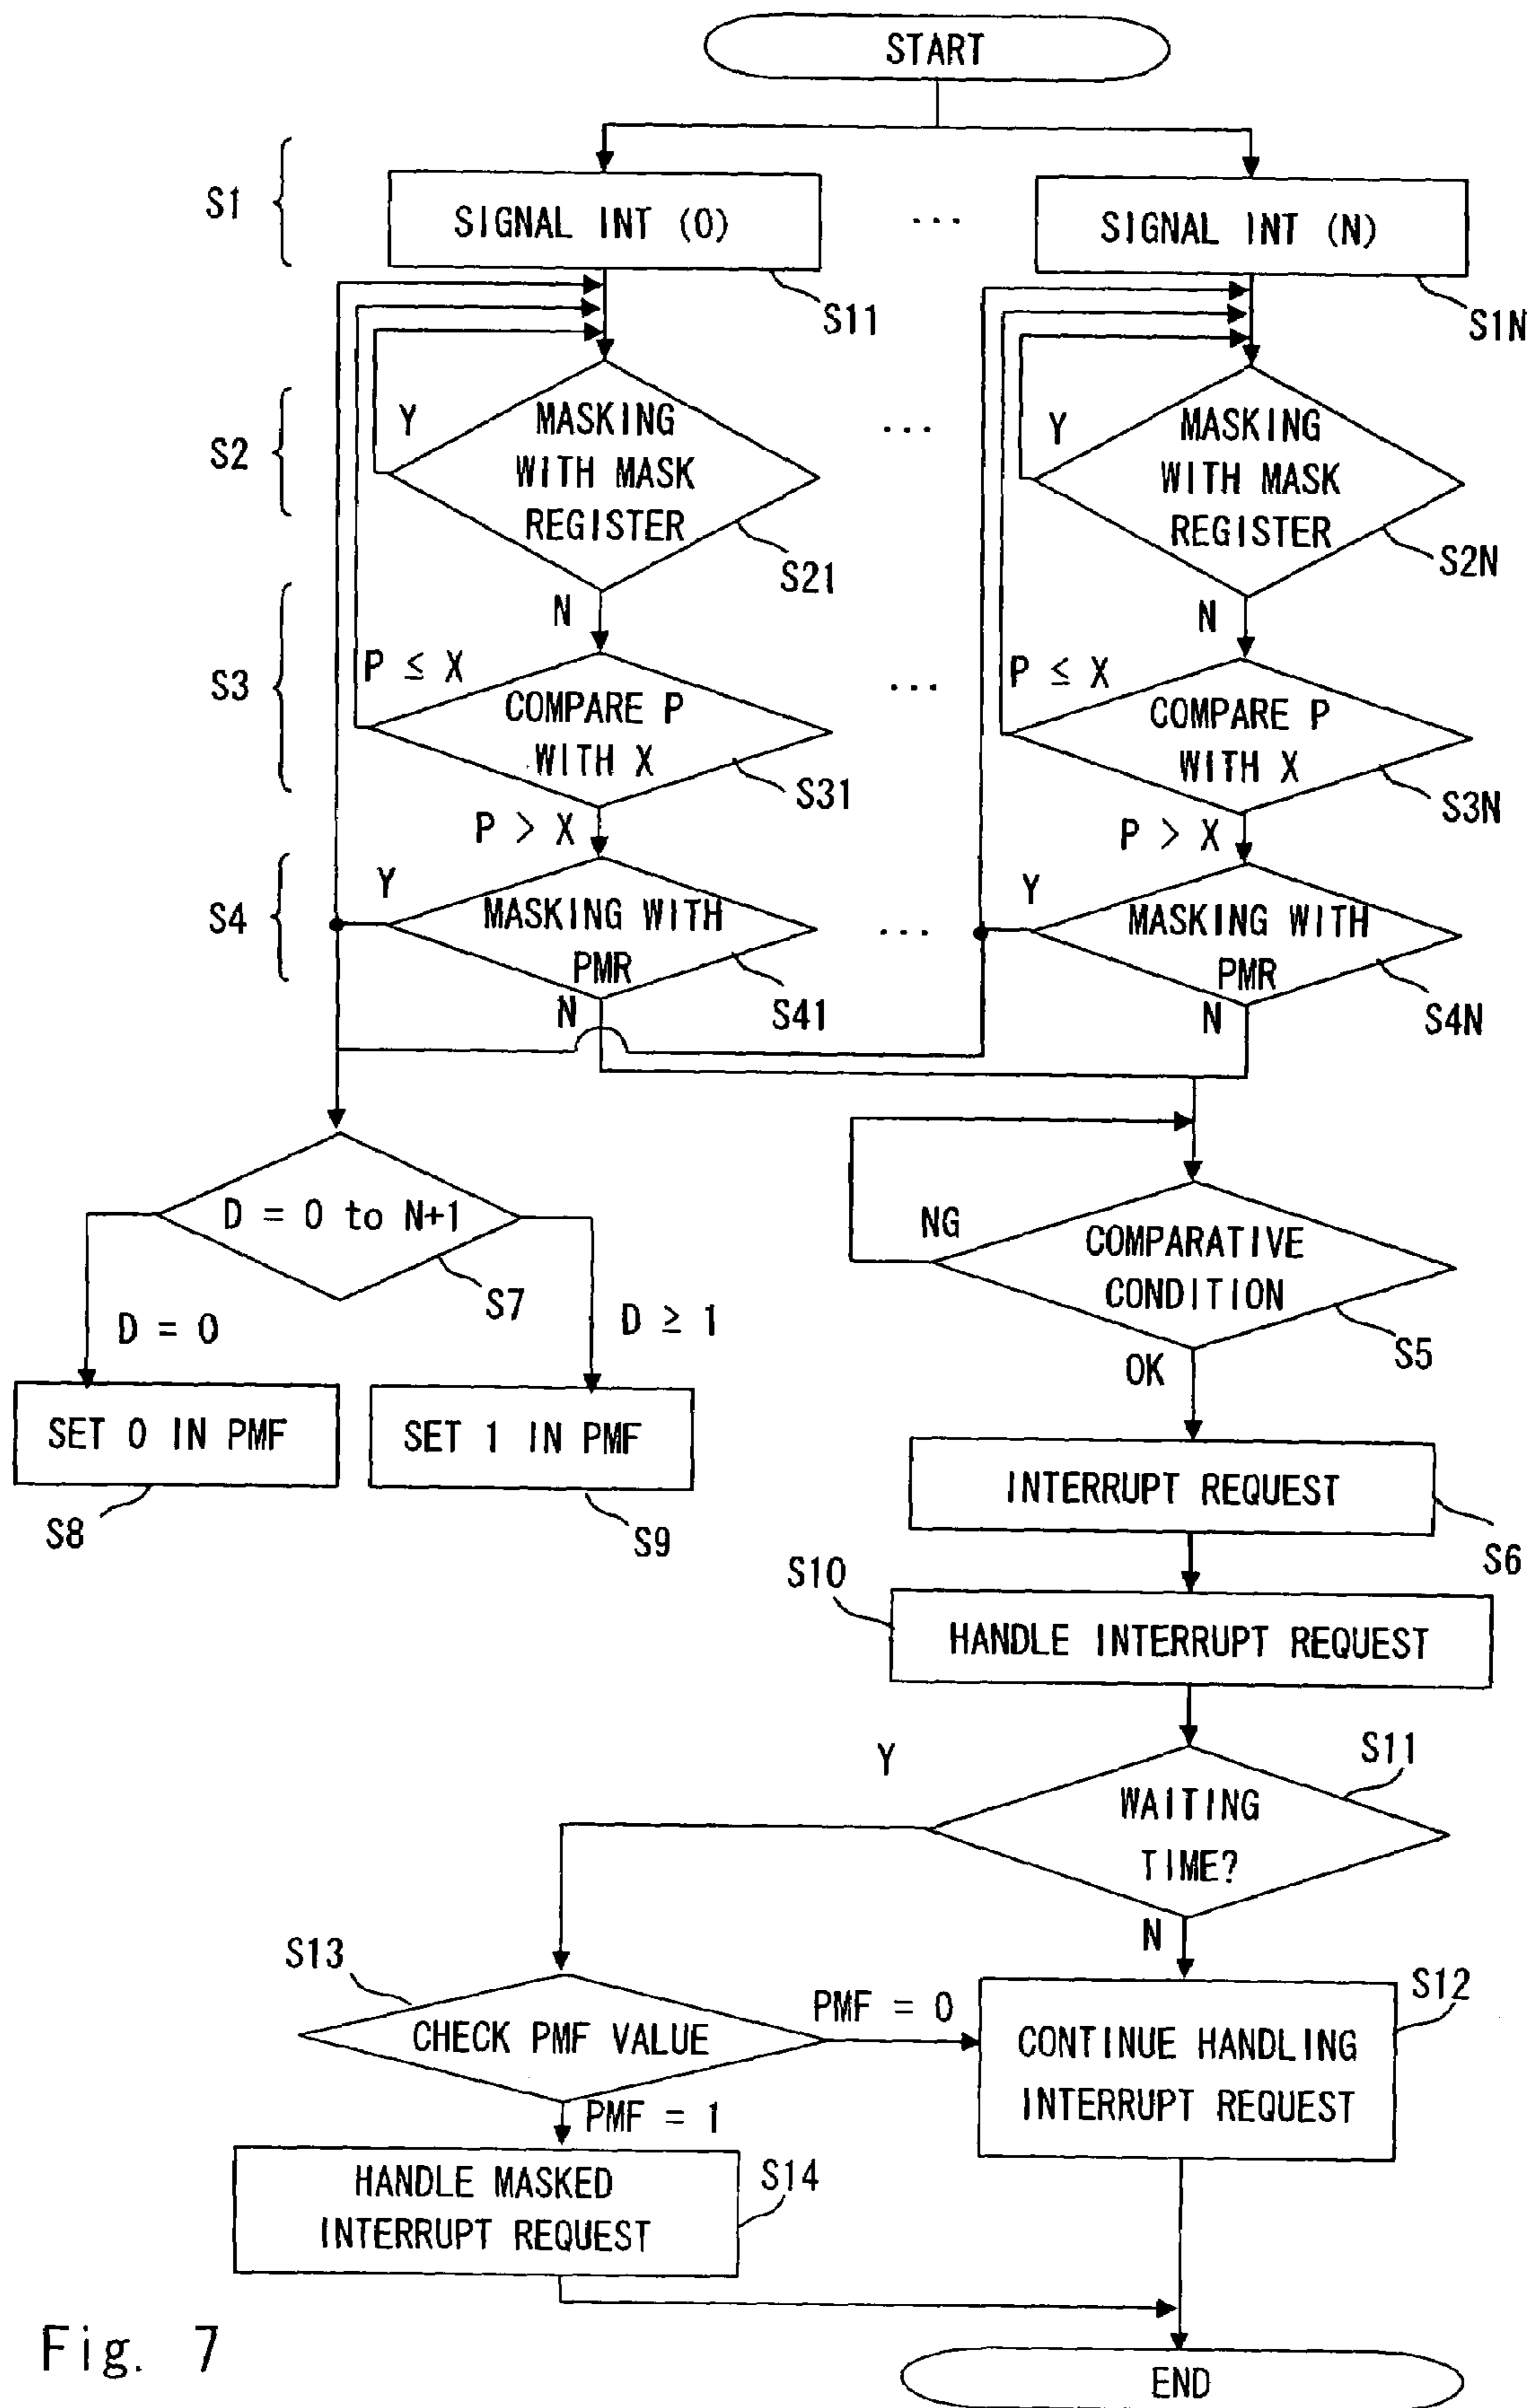 START
S1
SIGNAL INT (0)
...
SIGNAL INT (N)
S11
S1N
S2
Y
MASKING
WITH MASK
REGISTER
...
Y
MASKING
WITH MASK
REGISTER
S21
S2N
N
N
S3
P ≤ X
COMPARE P
WITH X
...
P ≤ X
COMPARE P
WITH X
S31
S3N
P > X
P > X
S4
Y
MASKING WITH
PMR
...
Y
MASKING WITH
PMR
S41
S4N
N
N
D = 0 to N+1
S7
NG
COMPARATIVE
CONDITION
S5
D = 0
D ≥ 1
OK
SET 0 IN PMF
SET 1 IN PMF
S8
S9
INTERRUPT REQUEST
S6
S10
HANDLE INTERRUPT REQUEST
Y
S11
WAITING
TIME?
N
S13
CHECK PMF VALUE
PMF = 0
S12
CONTINUE HANDLING
INTERRUPT REQUEST
PMF = 1
HANDLE MASKED
INTERRUPT REQUEST
S14
END
Fig. 7